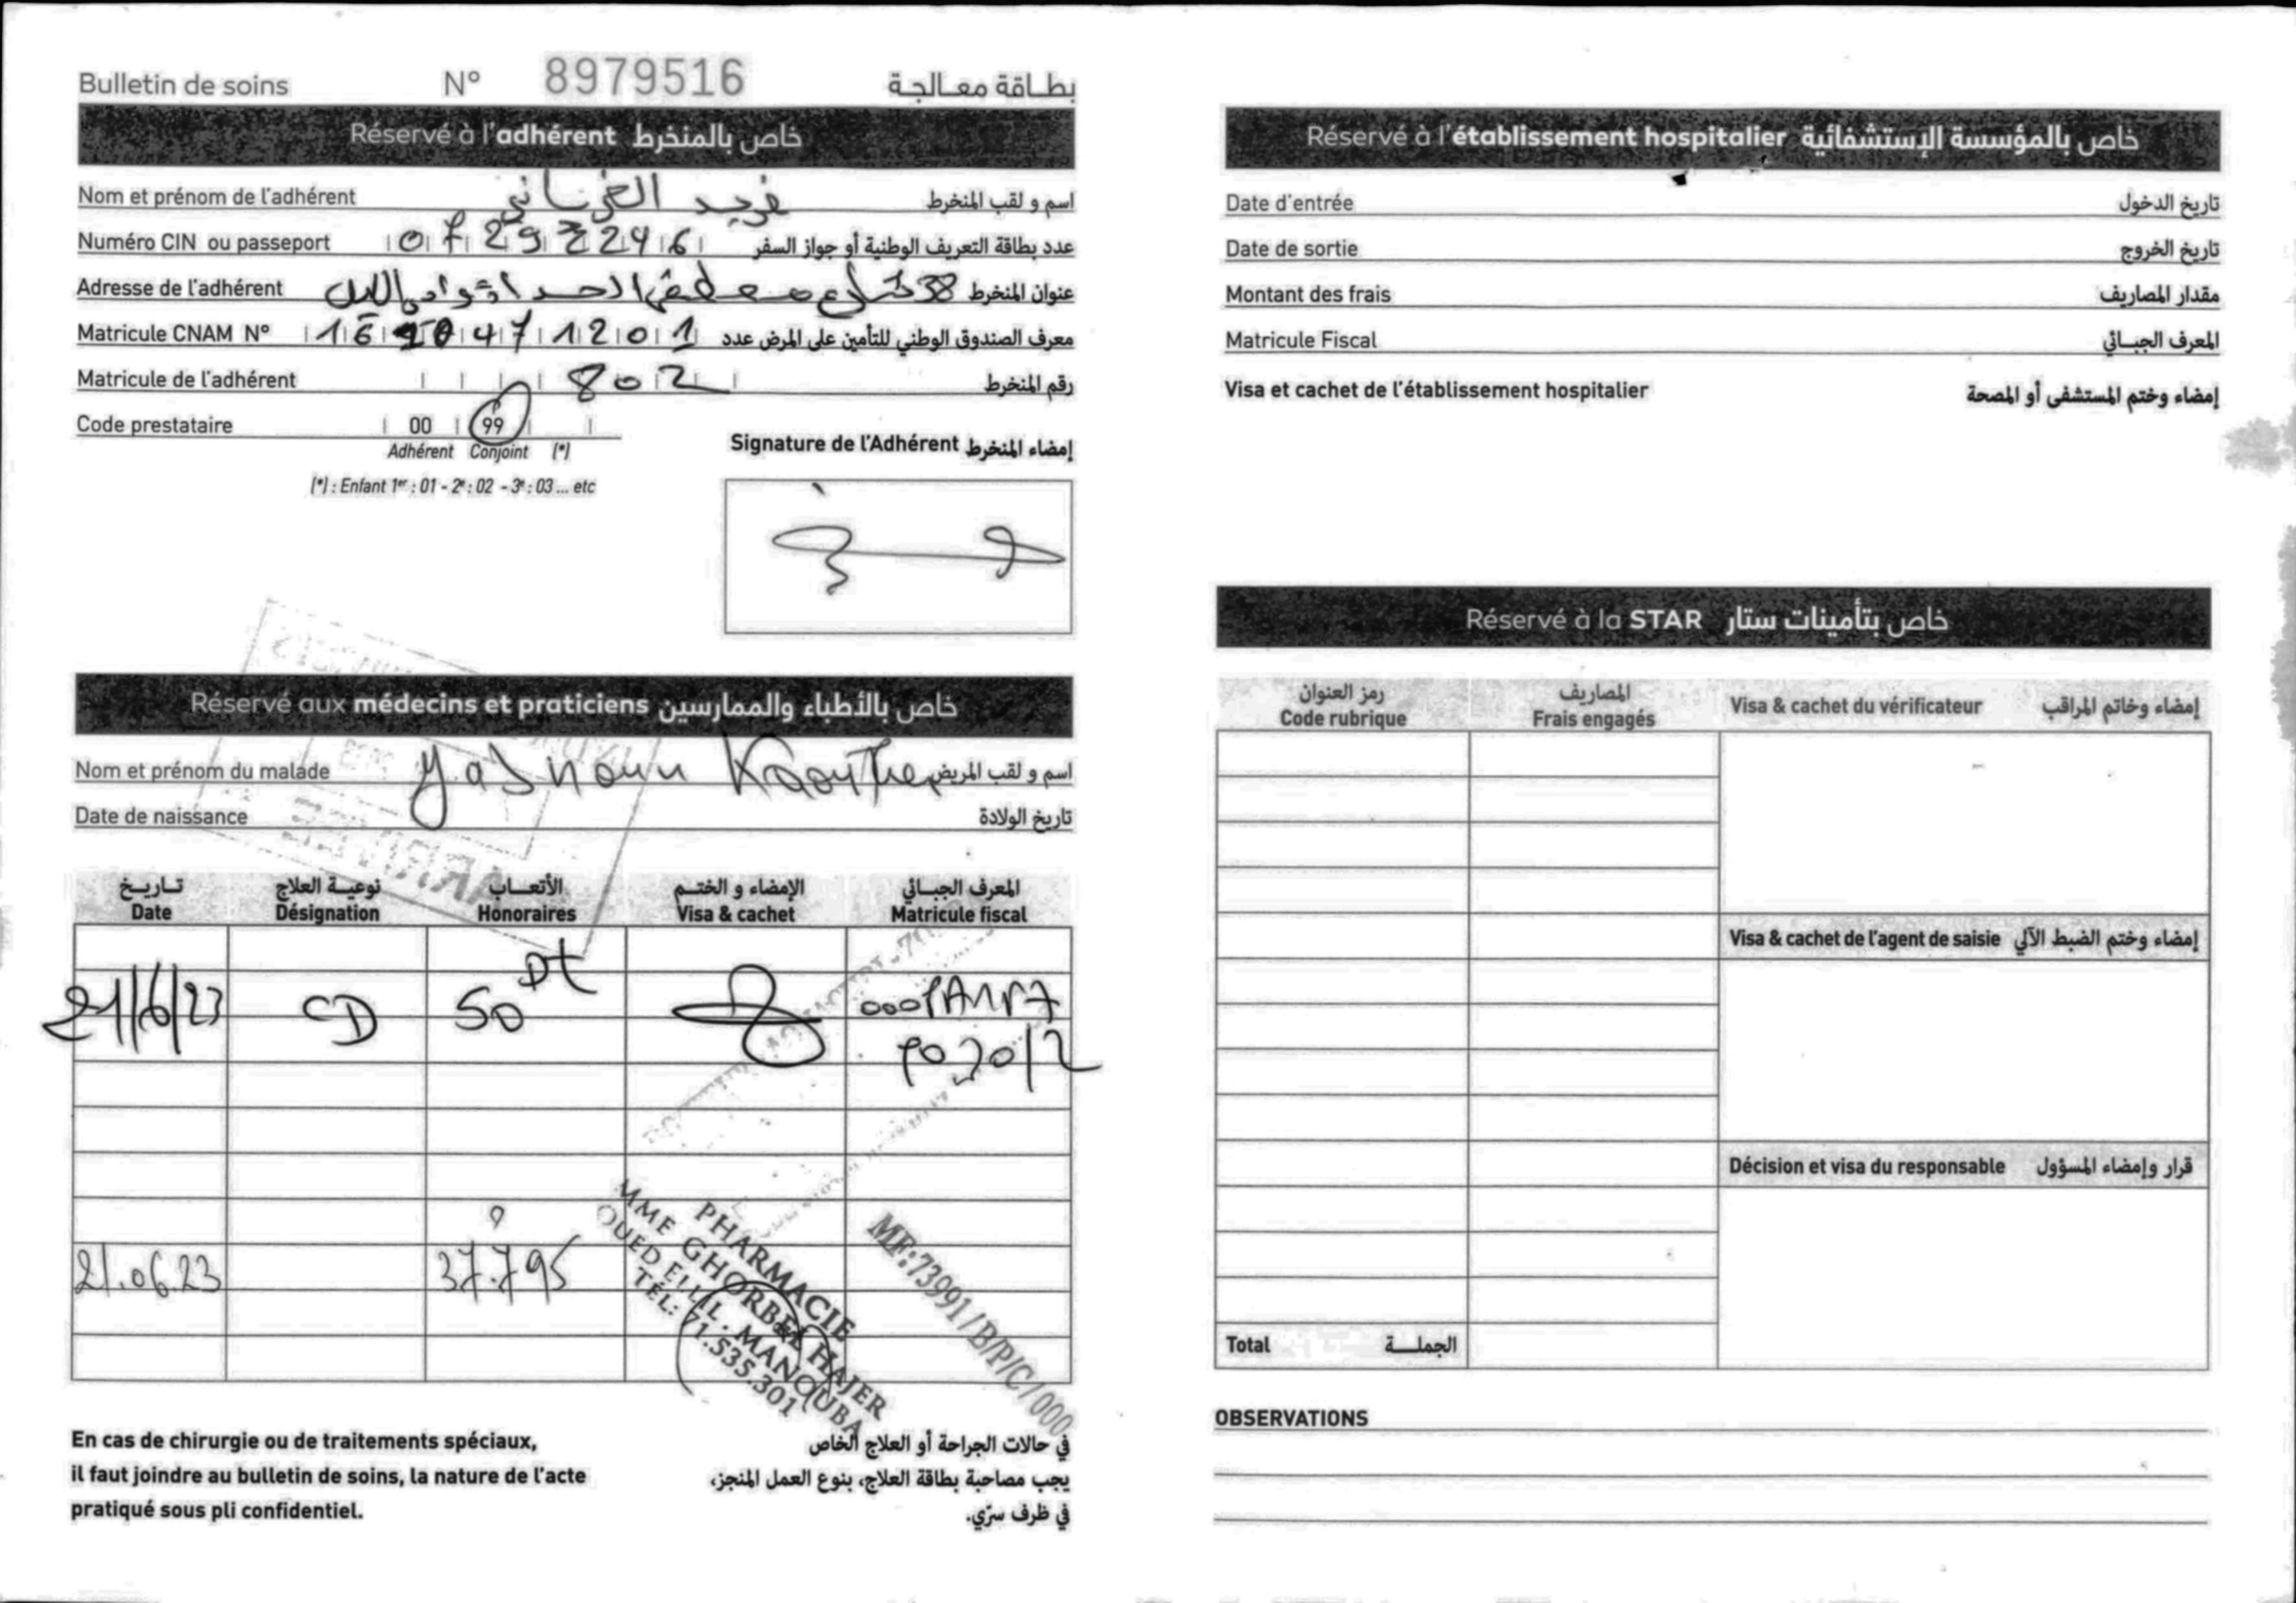 Bulletin de soins N° 8979516 بطاقة معالجة
Réservé à l'adhérent خاص بالمنخرط
Nom et prénom de l'adhérent فريد اسم و لقب المنخرط
Numéro CIN ou passeport عدد بطاقة التعريف الوطنية أو جواز السفر
Adresse de l'adhérent 38 عنوان المنخرط
Matricule CNAM N° معرف الصندوق الوطني للتأمين على المرض عدد
Matricule de l'adhérent 802 رقم المنخرط
Code prestataire 00 99
Adhérent Conjoint (*)
(*) : Enfant 1er : 01 - 2e : 02 - 3e : 03 ... etc
Signature de l'Adhérent إمضاء المنخرط
Réservé aux médecins et praticiens خاص بالأطباء والممارسين
Nom et prénom du malade اسم و لقب المريض
Date de naissance تاريخ الولادة
تاريخ نوعية العلاج الأتعاب الإمضاء و الختم المعرف الجبائي
Date Désignation Honoraires Visa & cachet Matricule fiscal
21/6/23 CD 50 Dt
21.06.23 37.795
PHARMACIE
MME GHORBEL HAJER
OUED ELLIL . MANOUBA
TÉL: 71.535.301
MF:73991/B/P/C/000
En cas de chirurgie ou de traitements spéciaux,
il faut joindre au bulletin de soins, la nature de l'acte
pratiqué sous pli confidentiel.
في حالات الجراحة أو العلاج الخاص
يجب مصاحبة بطاقة العلاج، بنوع العمل المنجز،
في ظرف سرّي.
Réservé à l'établissement hospitalier خاص بالمؤسسة الإستشفائية
Date d'entrée تاريخ الدخول
Date de sortie تاريخ الخروج
Montant des frais مقدار المصاريف
Matricule Fiscal المعرف الجبائي
Visa et cachet de l'établissement hospitalier إمضاء وختم المستشفى أو المصحة
Réservé à la STAR خاص بتأمينات ستار
رمز العنوان المصاريف
Code rubrique Frais engagés Visa & cachet du vérificateur إمضاء وخاتم المراقب
Visa & cachet de l'agent de saisie إمضاء وختم الضبط الآلي
Décision et visa du responsable قرار وإمضاء المسؤول
Total الجملة
OBSERVATIONS